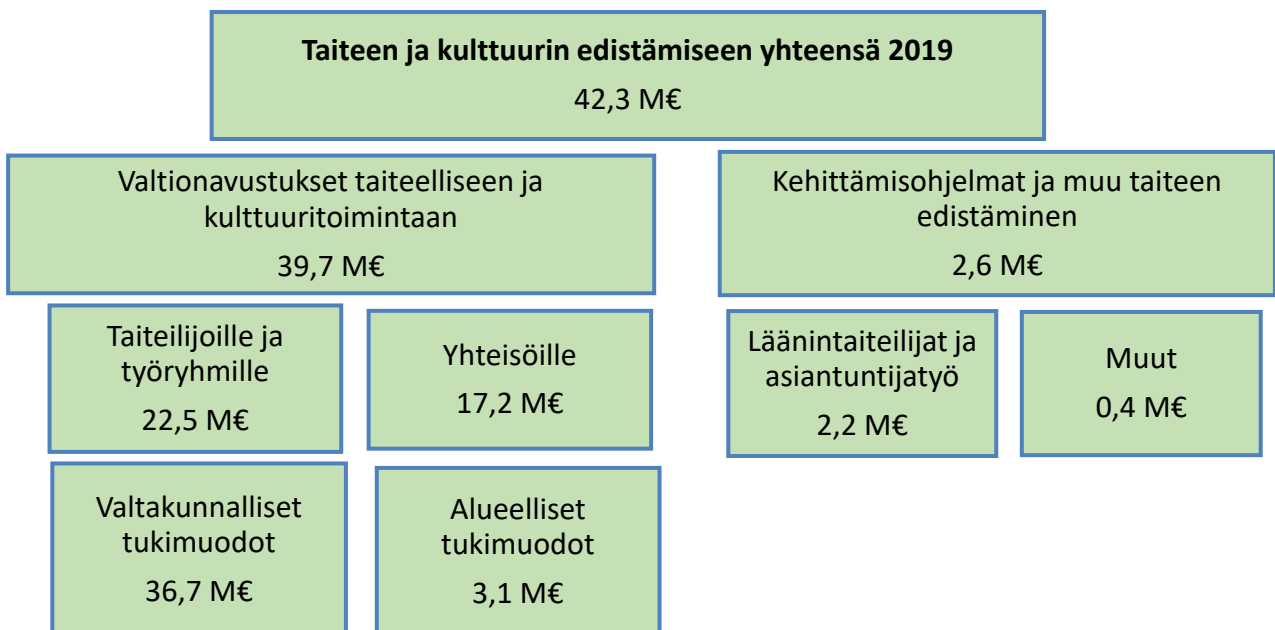 Taiteen ja kulttuurin edistämiseen yhteensä 2019
42,3 M€
Valtionavustukset taiteelliseen ja
kulttuuritoimintaan
39,7 M€
Kehittämisohjelmat ja muu taiteen
edistäminen
2,6 M€
Taiteilijoille ja
työryhmille
22,5 M€
Yhteisöille
17,2 M€
Läänintaiteilijat ja
asiantuntijatyö
2,2 M€
Muut
0,4 M€
Valtakunnalliset
tukimuodot
36,7 M€
Alueelliset
tukimuodot
3,1 M€